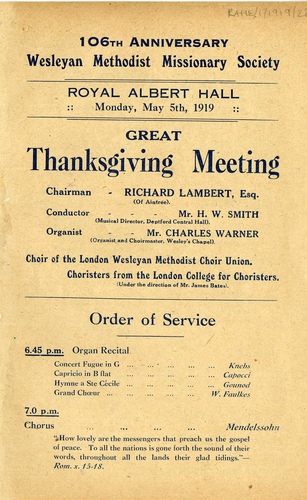 RAHE/1/1919/22
106TH ANNIVERSARY
Wesleyan Methodist Missionary Society
ROYAL ALBERT HALL
:: Monday, May 5th, 1919 ::
GREAT
Thanksgiving Meeting
Chairman - RICHARD LAMBERT, Esq.
(Of Aintree).
Conductor - - Mr. H. W. SMITH
(Musical Director, Deptford Central Hall).
Organist - Mr. CHARLES WARNER
(Organist and Choirmaster, Wesley's Chapel).
Choir of the London Wesleyan Methodist Choir Union.
Choristers from the London College for Choristers.
(Under the direction of Mr. James Bates).
Order of Service
6.45 p.m. Organ Recital
Concert Fugue in G ... ... ... ... Krebs
Capriccio in B flat ... ... ... ... Capocci
Hymne a Ste Cécile ... ... ... ... Gounod
Grand Chœur ... ... ... ... W. Faulkes
7.0 p.m.
Chorus ... ... ... Mendelssohn
"How lovely are the messengers that preach us the gospel
of peace. To all the nations is gone forth the sound of their
words, throughout all the lands their glad tidings."—
Rom. x. 15-18.